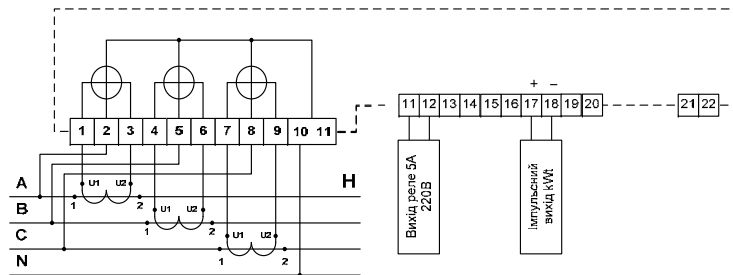 + –
11 12 13 14 15 16 17 18 19 20
21 22
1 2 3 4 5 6 7 8 9 10 11
Вихід реле 5А
220В
Імпульсний
вихід kWt
A
U1 U2
H
1 2
B
U1 U2
1 2
C
U1 U2
1 2
N